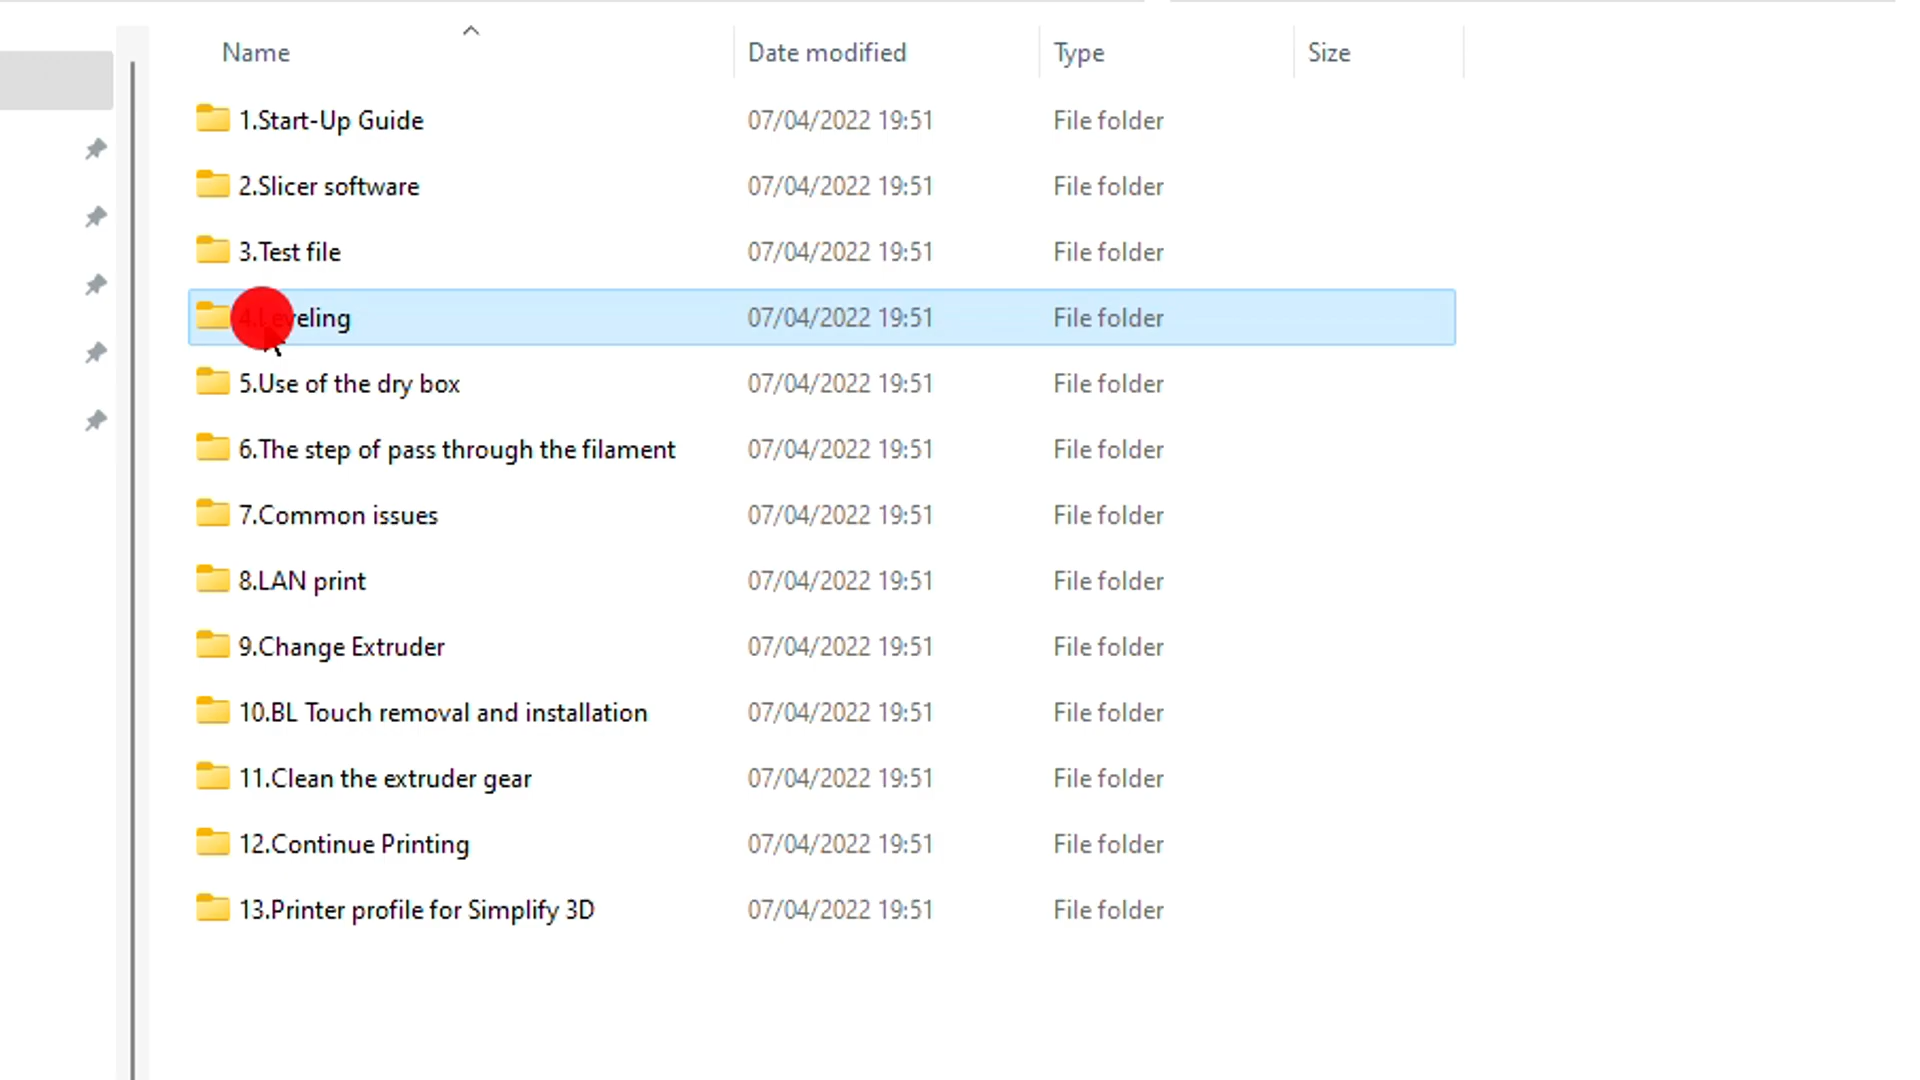 Name Date modified Type Size
1.Start-Up Guide 07/04/2022 19:51 File folder
2.Slicer software 07/04/2022 19:51 File folder
3.Test file 07/04/2022 19:51 File folder
4.Leveling 07/04/2022 19:51 File folder
5.Use of the dry box 07/04/2022 19:51 File folder
6.The step of pass through the filament 07/04/2022 19:51 File folder
7.Common issues 07/04/2022 19:51 File folder
8.LAN print 07/04/2022 19:51 File folder
9.Change Extruder 07/04/2022 19:51 File folder
10.BL Touch removal and installation 07/04/2022 19:51 File folder
11.Clean the extruder gear 07/04/2022 19:51 File folder
12.Continue Printing 07/04/2022 19:51 File folder
13.Printer profile for Simplify 3D 07/04/2022 19:51 File folder